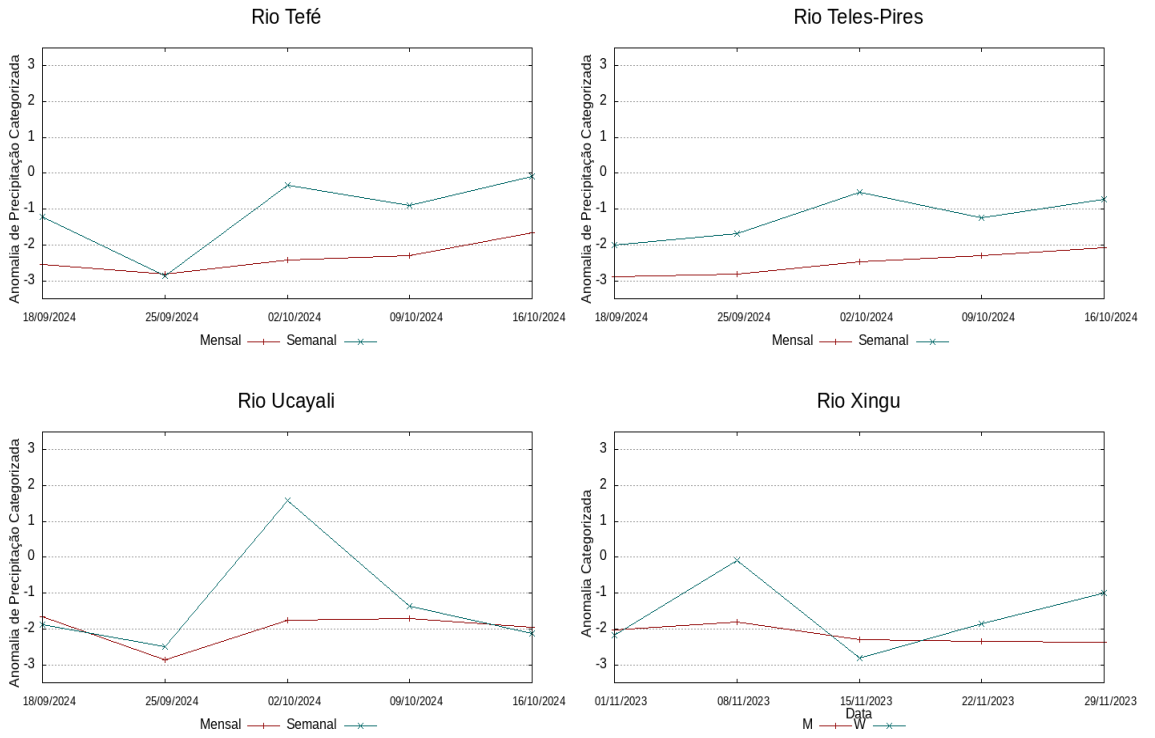 Rio Tefé
Anomalia de Precipitação Categorizada
3
2
1
0
-1
-2
-3
18/09/2024 25/09/2024 02/10/2024 09/10/2024 16/10/2024
Mensal Semanal
Rio Teles-Pires
Anomalia de Precipitação Categorizada
3
2
1
0
-1
-2
-3
18/09/2024 25/09/2024 02/10/2024 09/10/2024 16/10/2024
Mensal Semanal
Rio Ucayali
Anomalia de Precipitação Categorizada
3
2
1
0
-1
-2
-3
18/09/2024 25/09/2024 02/10/2024 09/10/2024 16/10/2024
Mensal Semanal
Rio Xingu
Anomalia Categorizada
3
2
1
0
-1
-2
-3
01/11/2023 08/11/2023 15/11/2023 22/11/2023 29/11/2023
Data
M W